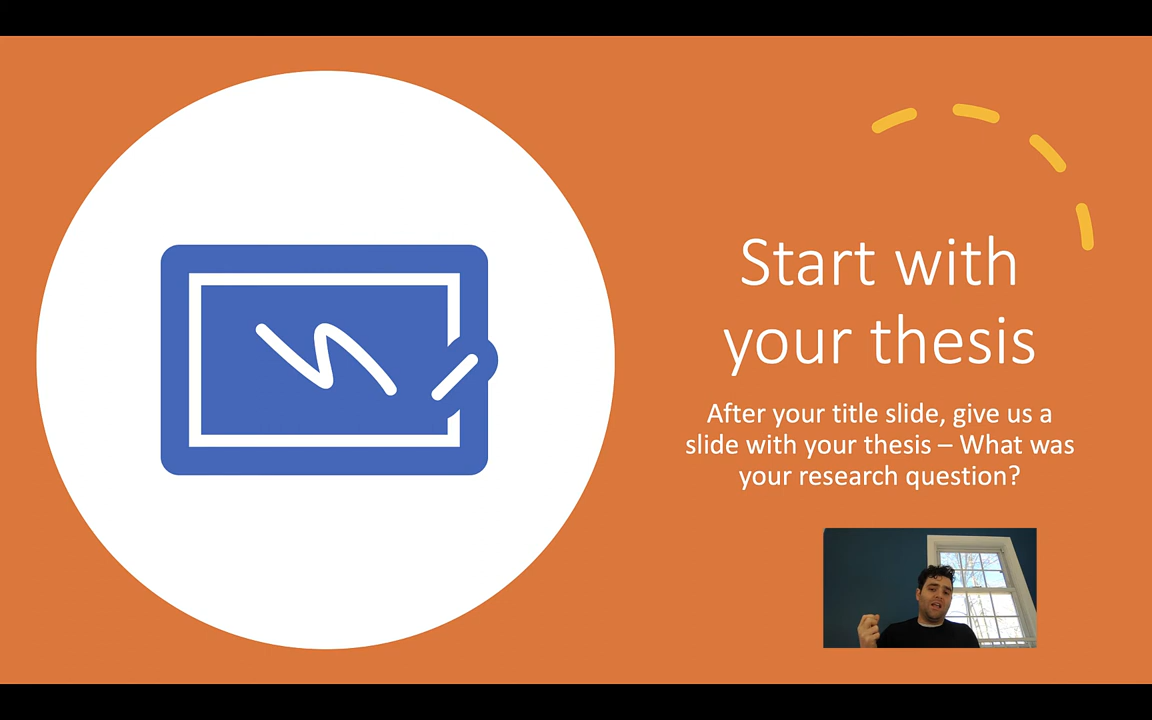 Start with
your thesis
After your title slide, give us a
slide with your thesis – What was
your research question?